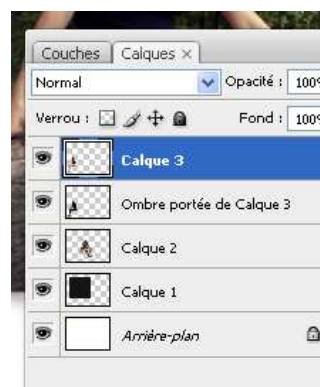 Couches Calques ×
Normal Opacité : 100%
Verrou : Fond : 100%
Calque 3
Ombre portée de Calque 3
Calque 2
Calque 1
Arrière-plan